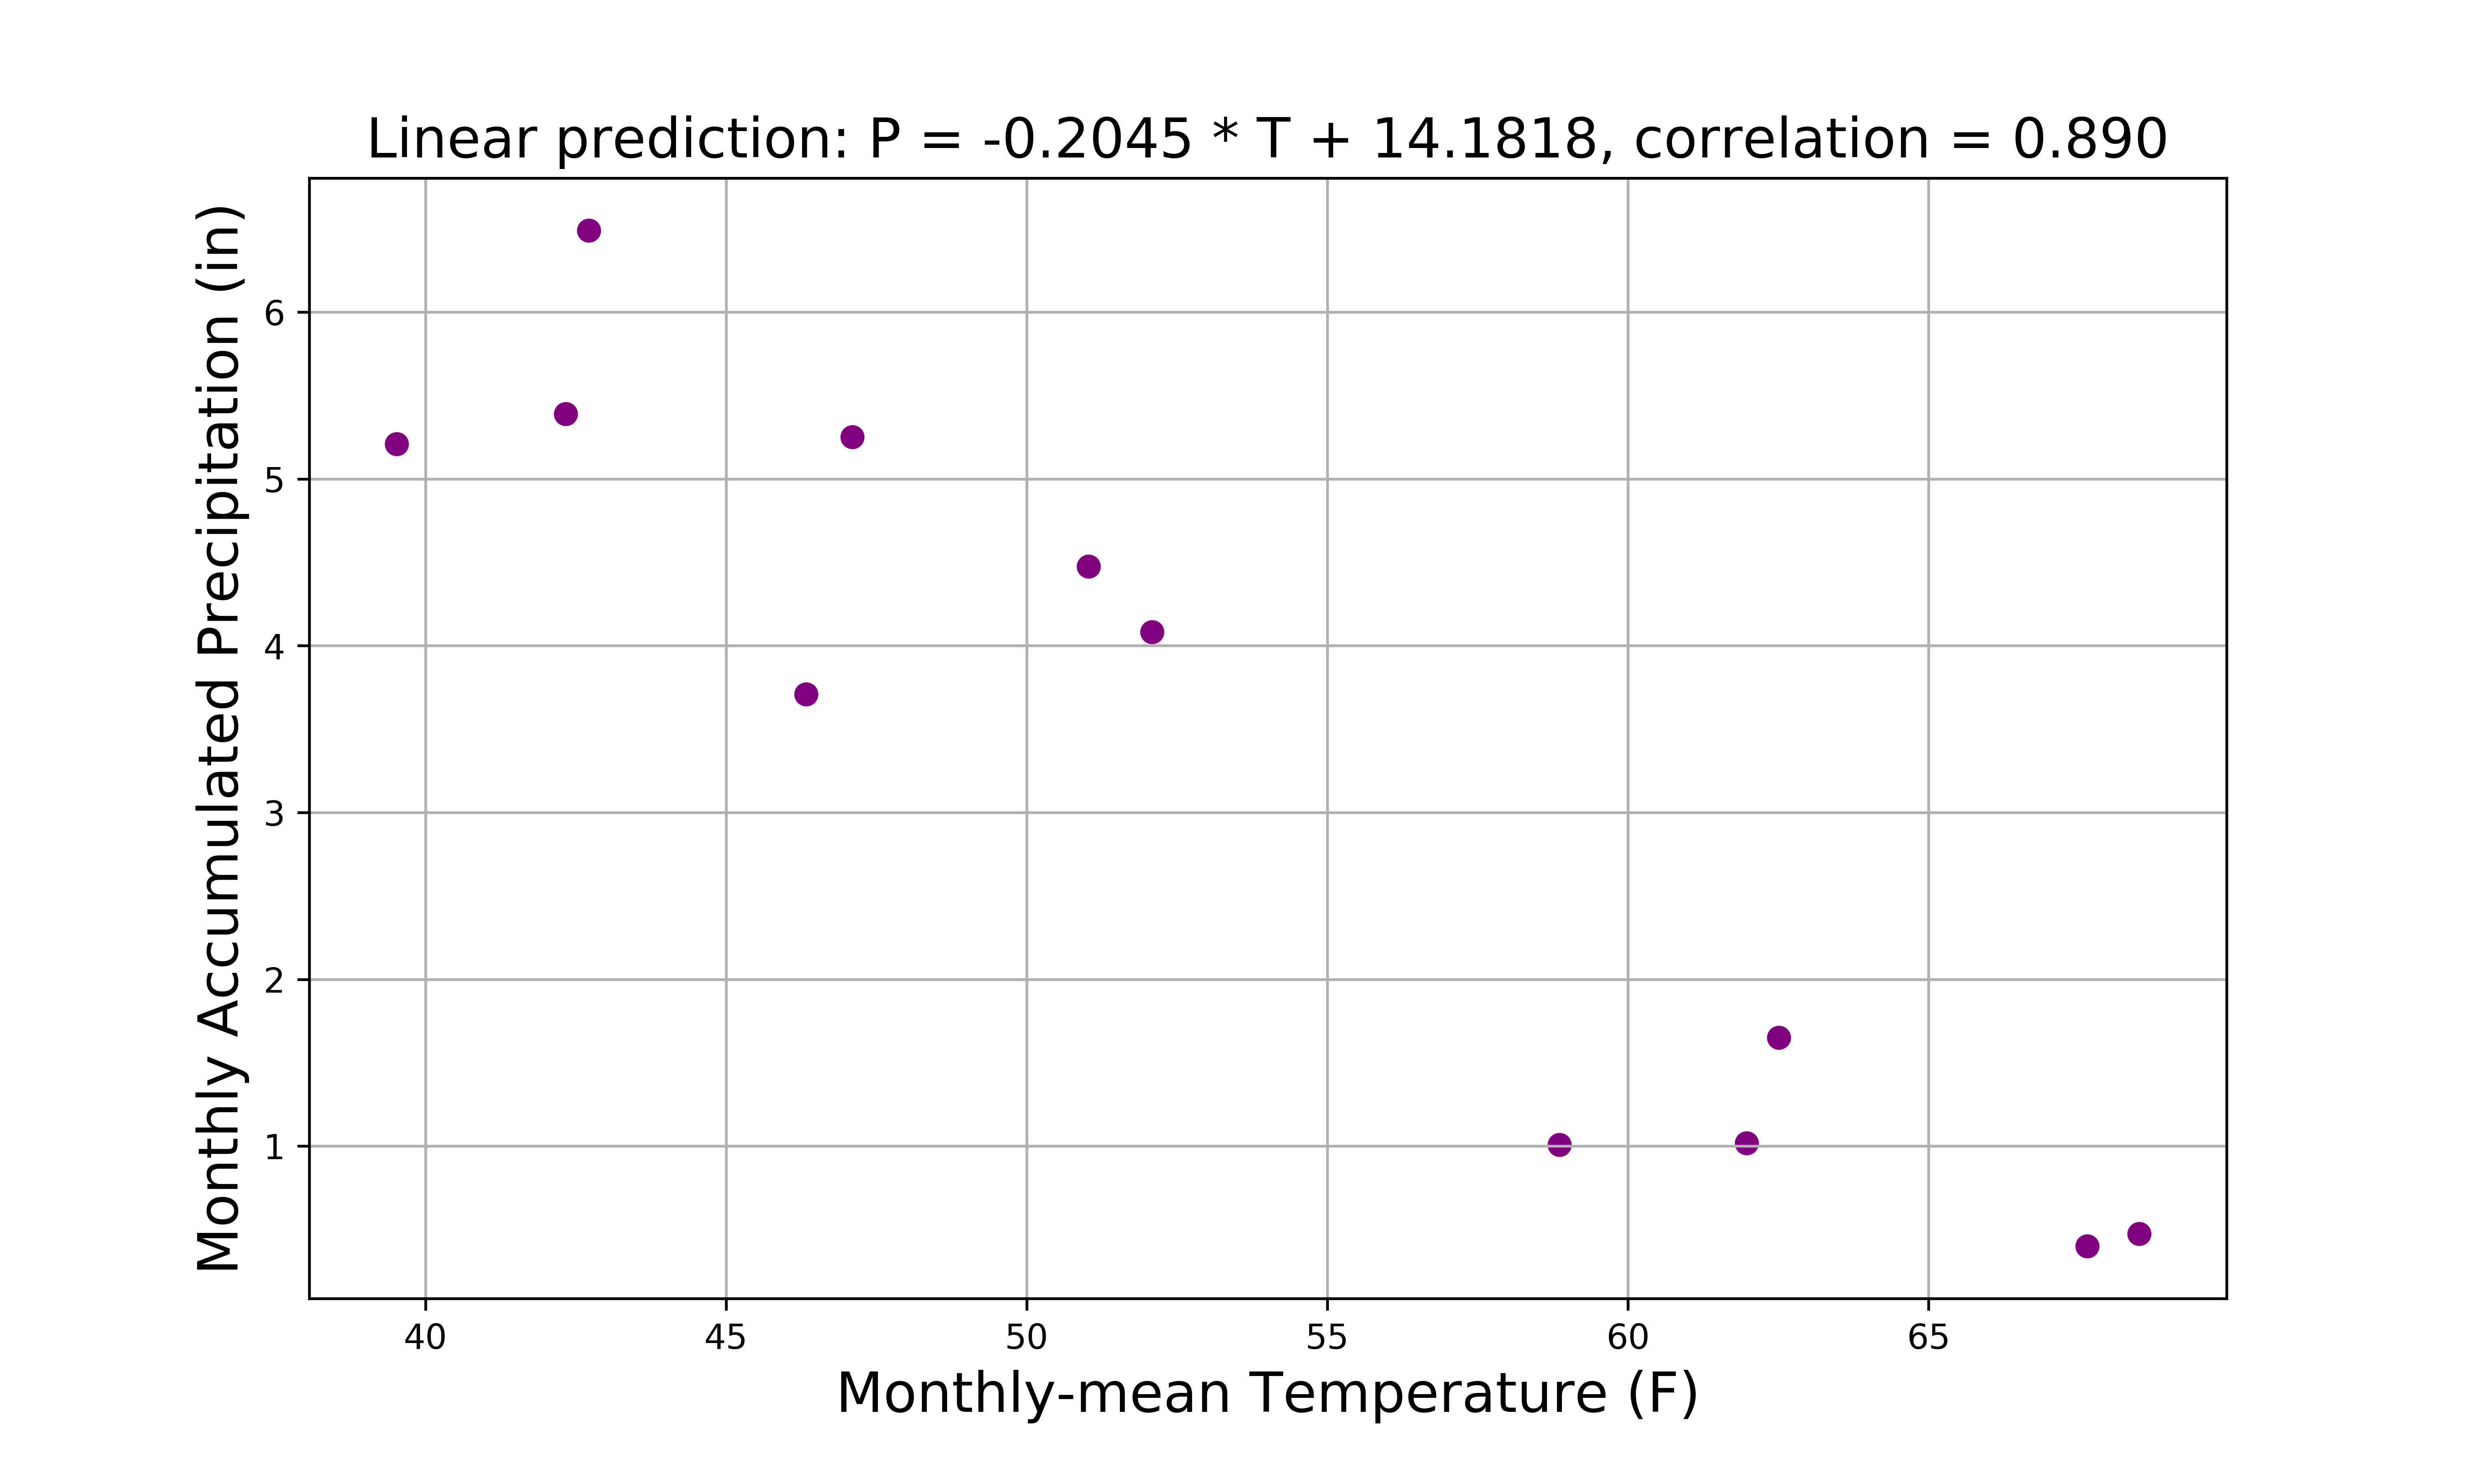 Linear prediction: P = -0.2045 * T + 14.1818, correlation = 0.890
Monthly Accumulated Precipitation (in)
6
5
4
3
2
1
40 45 50 55 60 65
Monthly-mean Temperature (F)